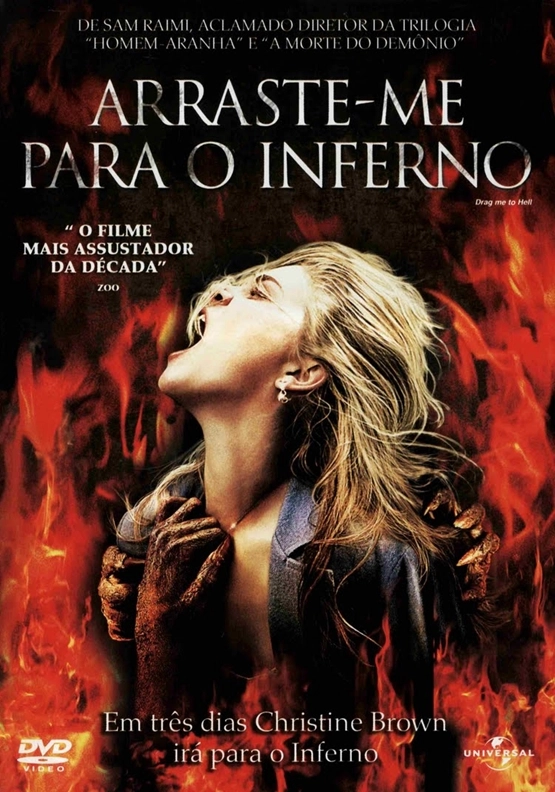 DE SAM RAIMI, ACLAMADO DIRETOR DA TRILOGIA
“HOMEM-ARANHA” E “A MORTE DO DEMÔNIO”
ARRASTE-ME
PARA O INFERNO
Drag me to Hell
“ O FILME
MAIS ASSUSTADOR
DA DÉCADA”
ZOO
Em três dias Christine Brown
irá para o Inferno
DVD
VIDEO
UNIVERSAL